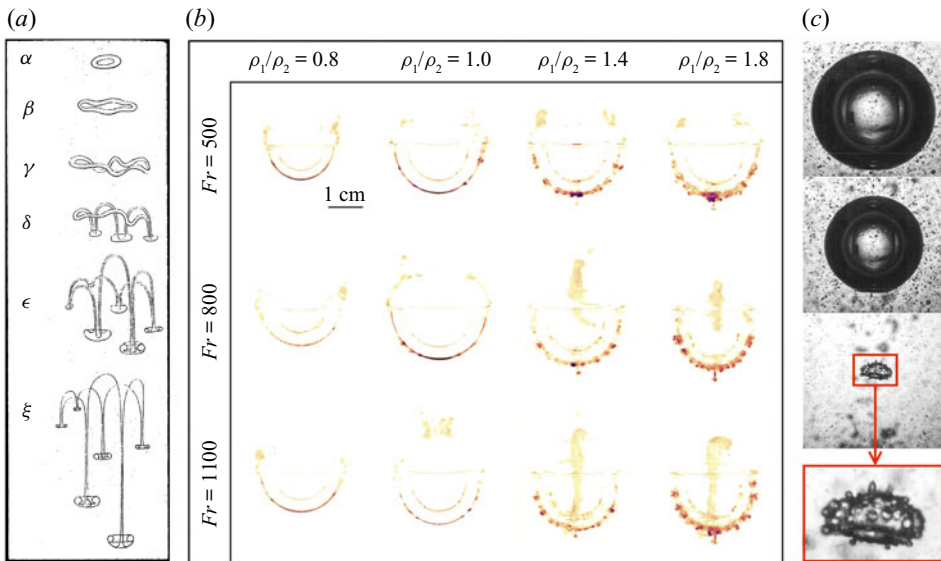 (a)
α
β
γ
δ
ϵ
ξ
(b)
ρ1/ρ2 = 0.8
ρ1/ρ2 = 1.0
ρ1/ρ2 = 1.4
ρ1/ρ2 = 1.8
Fr = 500
1 cm
Fr = 800
Fr = 1100
(c)